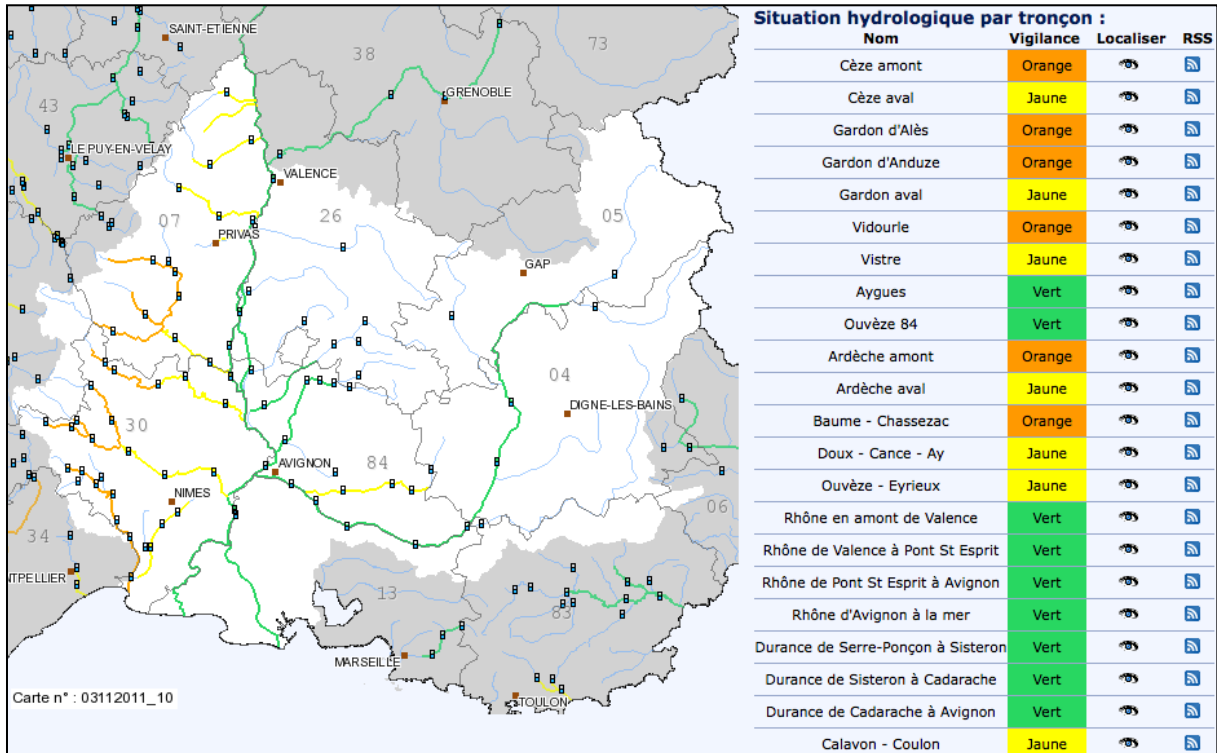 SAINT-ETIENNE
73
38
43
GRENOBLE
LE PUY-EN-VELAY
VALENCE
07
26
05
PRIVAS
GAP
04
DIGNE-LES-BAINS
30
84
AVIGNON
NIMES
06
34
NTPELLIER
13
83
MARSEILLE
TOULON
Carte n° : 03112011_10
Situation hydrologique par tronçon :
Nom Vigilance Localiser RSS
Cèze amont Orange
Cèze aval Jaune
Gardon d'Alès Orange
Gardon d'Anduze Orange
Gardon aval Jaune
Vidourle Orange
Vistre Jaune
Aygues Vert
Ouvèze 84 Vert
Ardèche amont Orange
Ardèche aval Jaune
Baume - Chassezac Orange
Doux - Cance - Ay Jaune
Ouvèze - Eyrieux Jaune
Rhône en amont de Valence Vert
Rhône de Valence à Pont St Esprit Vert
Rhône de Pont St Esprit à Avignon Vert
Rhône d'Avignon à la mer Vert
Durance de Serre-Ponçon à Sisteron Vert
Durance de Sisteron à Cadarache Vert
Durance de Cadarache à Avignon Vert
Calavon - Coulon Jaune